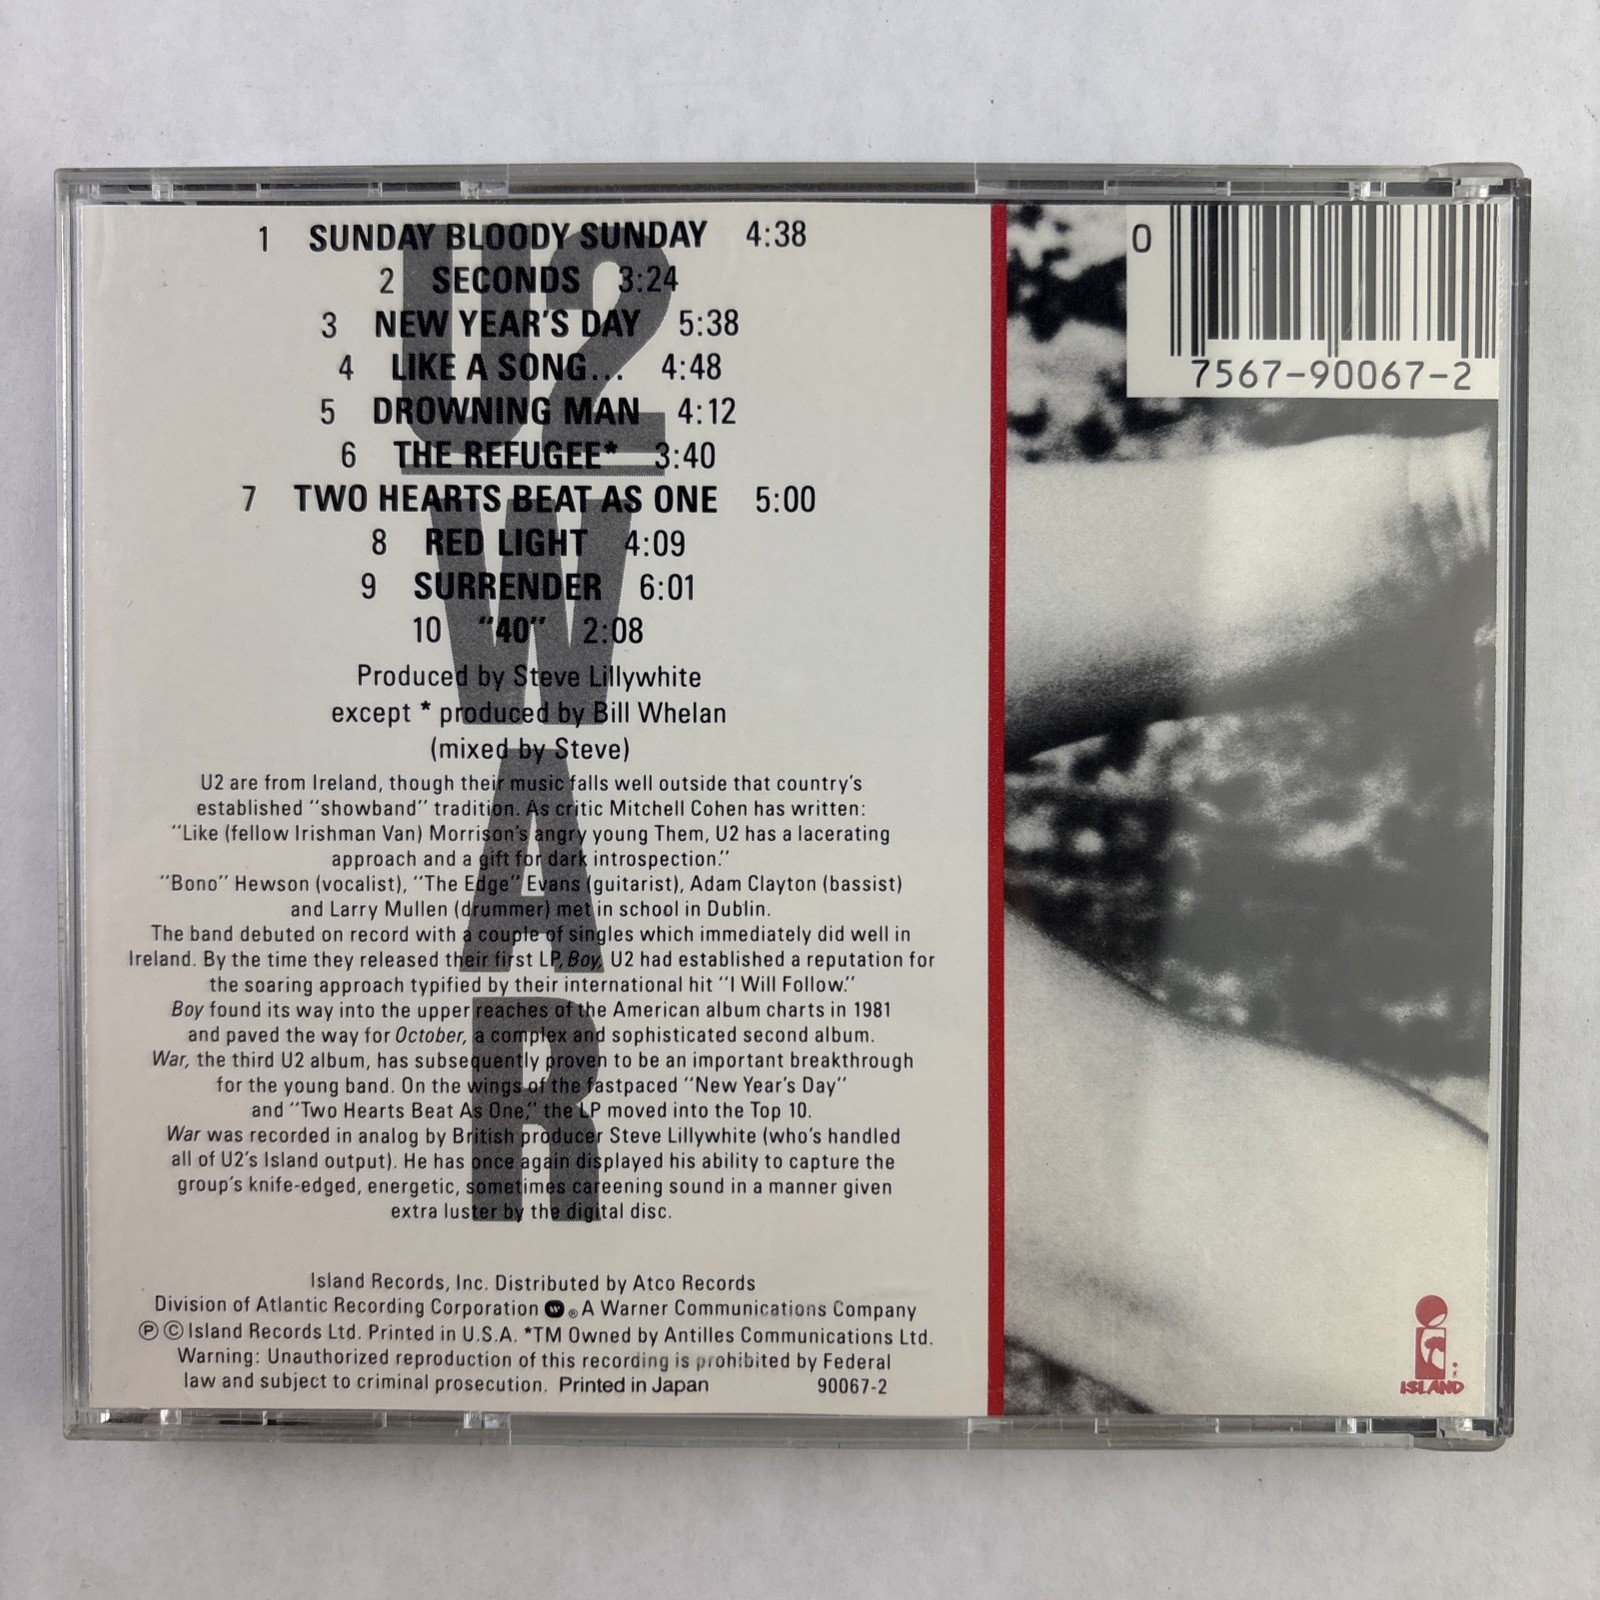 1 SUNDAY BLOODY SUNDAY 4:38
2 SECONDS 3:24
3 NEW YEAR'S DAY 5:38
4 LIKE A SONG... 4:48
5 DROWNING MAN 4:12
6 THE REFUGEE* 3:40
7 TWO HEARTS BEAT AS ONE 5:00
8 RED LIGHT 4:09
9 SURRENDER 6:01
10 "40" 2:08
U2
WAR
Produced by Steve Lillywhite
except * produced by Bill Whelan
(mixed by Steve)
U2 are from Ireland, though their music falls well outside that country's
established "showband" tradition. As critic Mitchell Cohen has written:
"Like (fellow Irishman Van) Morrison's angry young Them, U2 has a lacerating
approach and a gift for dark introspection."
"Bono" Hewson (vocalist), "The Edge" Evans (guitarist), Adam Clayton (bassist)
and Larry Mullen (drummer) met in school in Dublin.
The band debuted on record with a couple of singles which immediately did well in
Ireland. By the time they released their first LP, Boy, U2 had established a reputation for
the soaring approach typified by their international hit "I Will Follow."
Boy found its way into the upper reaches of the American album charts in 1981
and paved the way for October, a complex and sophisticated second album.
War, the third U2 album, has subsequently proven to be an important breakthrough
for the young band. On the wings of the fastpaced "New Year's Day"
and "Two Hearts Beat As One," the LP moved into the Top 10.
War was recorded in analog by British producer Steve Lillywhite (who's handled
all of U2's Island output). He has once again displayed his ability to capture the
group's knife-edged, energetic, sometimes careening sound in a manner given
extra luster by the digital disc.
Island Records, Inc. Distributed by Atco Records
Division of Atlantic Recording Corporation ® A Warner Communications Company
℗ © Island Records Ltd. Printed in U.S.A. *TM Owned by Antilles Communications Ltd.
Warning: Unauthorized reproduction of this recording is prohibited by Federal
law and subject to criminal prosecution. Printed in Japan 90067-2
0 7567-90067-2
ISLAND